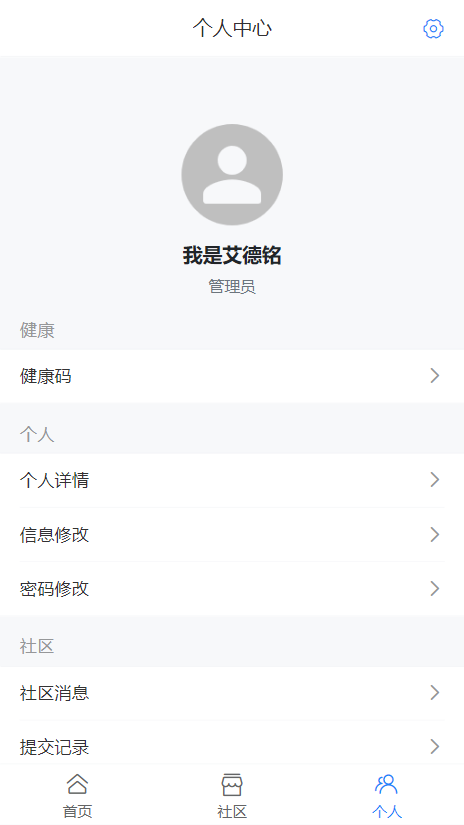 个人中心
我是艾德铭
管理员
健康
健康码
个人
个人详情
信息修改
密码修改
社区
社区消息
提交记录
首页
社区
个人